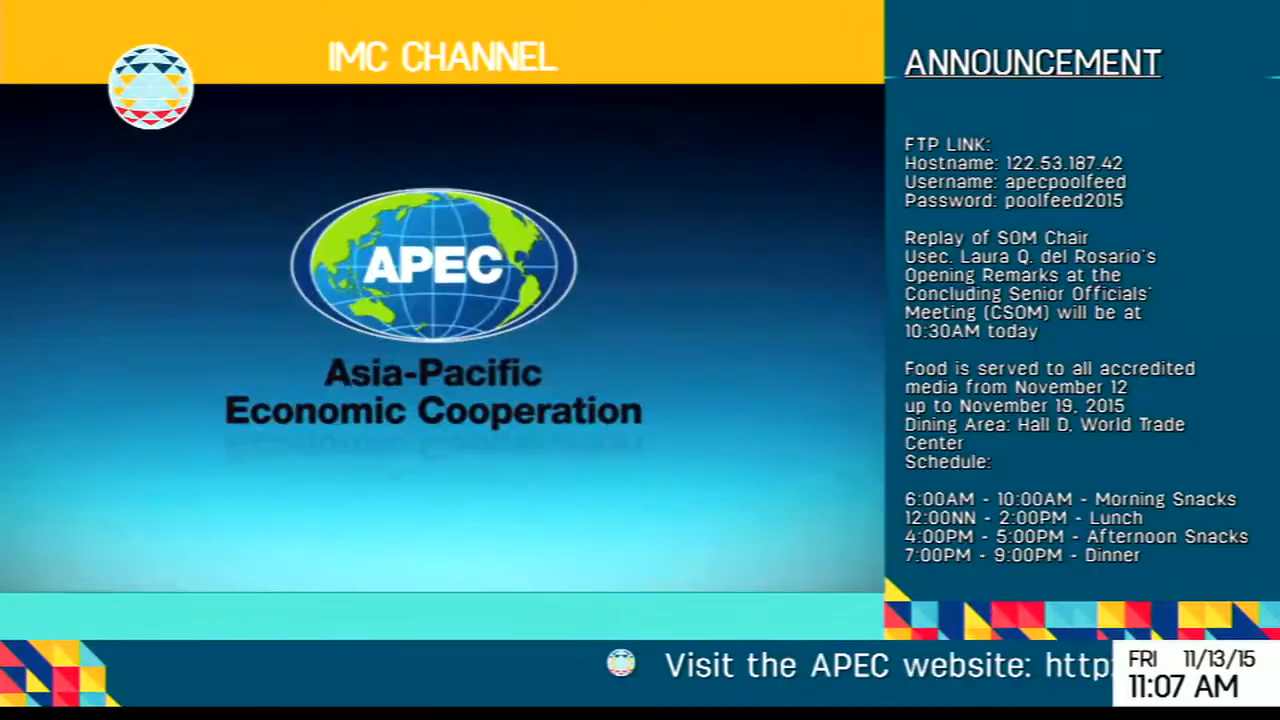 IMC CHANNEL
APEC
Asia-Pacific
Economic Cooperation
ANNOUNCEMENT
FTP LINK:
Hostname: 122.53.187.42
Username: apecpoolfeed
Password: poolfeed2015
Replay of SOM Chair
Usec. Laura Q. del Rosario's
Opening Remarks at the
Concluding Senior Officials'
Meeting (CSOM) will be at
10:30AM today
Food is served to all accredited
media from November 12
up to November 19, 2015
Dining Area: Hall D, World Trade
Center
Schedule:
6:00AM - 10:00AM - Morning Snacks
12:00NN - 2:00PM - Lunch
4:00PM - 5:00PM - Afternoon Snacks
7:00PM - 9:00PM - Dinner
Visit the APEC website: http:
FRI 11/13/15
11:07 AM